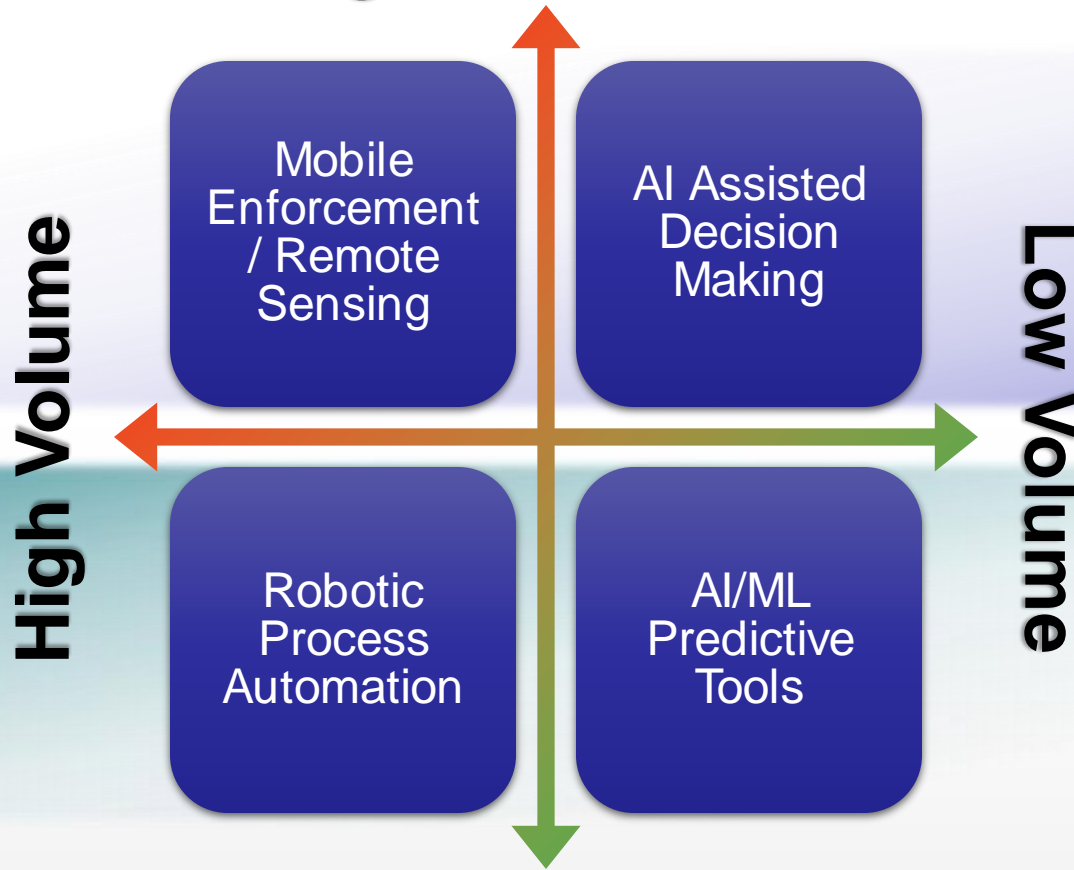 High Volume
Mobile
Enforcement
/ Remote
Sensing
AI Assisted
Decision
Making
Low Volume
Robotic
Process
Automation
AI/ML
Predictive
Tools